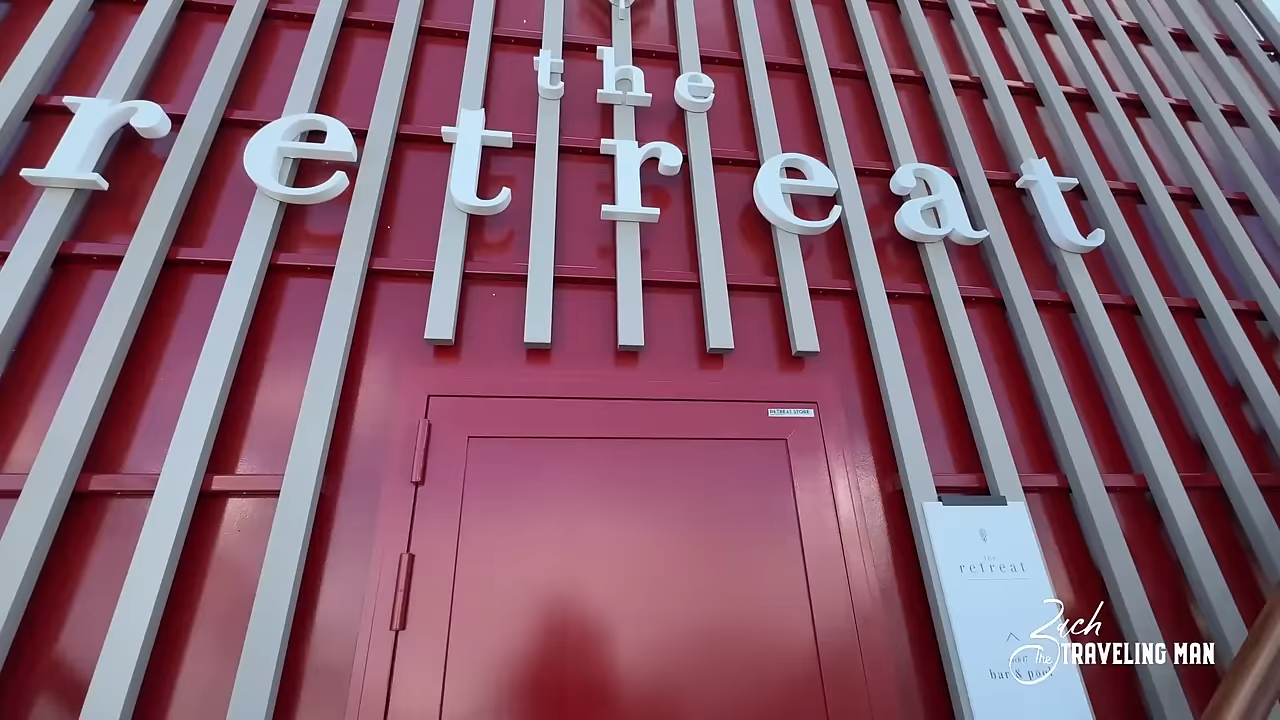 the
retreat
RETREAT STORE
the
retreat
bar & pool
Zach
The TRAVELING MAN